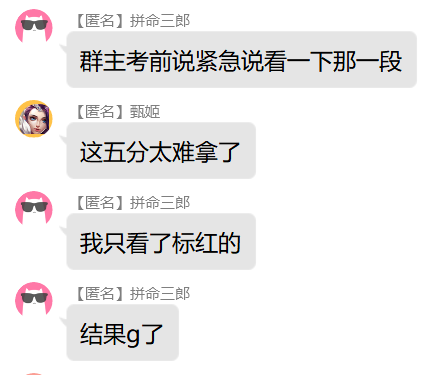 【匿名】拼命三郎
群主考前说紧急说看一下那一段
【匿名】甄姬
这五分太难拿了
【匿名】拼命三郎
我只看了标红的
【匿名】拼命三郎
结果g了